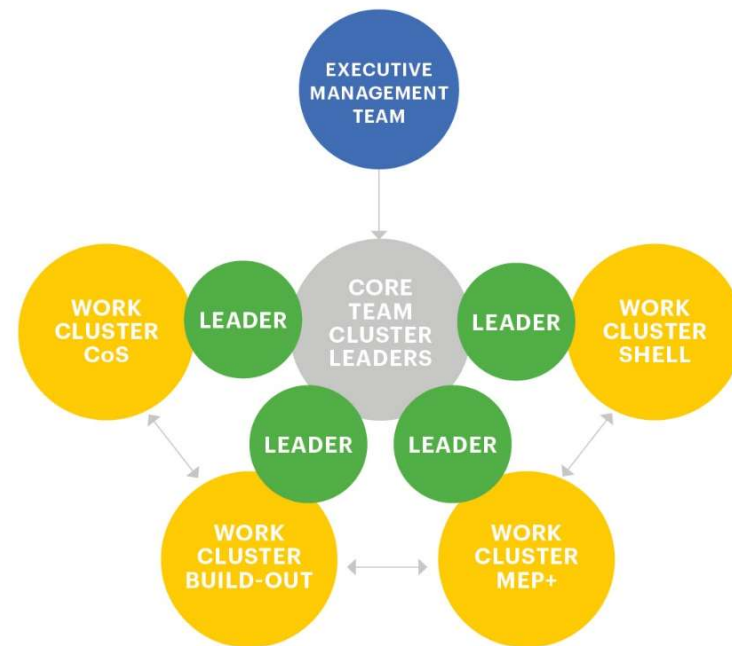 EXECUTIVE
MANAGEMENT
TEAM
CORE
TEAM
CLUSTER
LEADERS
WORK
CLUSTER
CoS
LEADER
LEADER
WORK
CLUSTER
SHELL
LEADER
LEADER
WORK
CLUSTER
BUILD-OUT
WORK
CLUSTER
MEP+